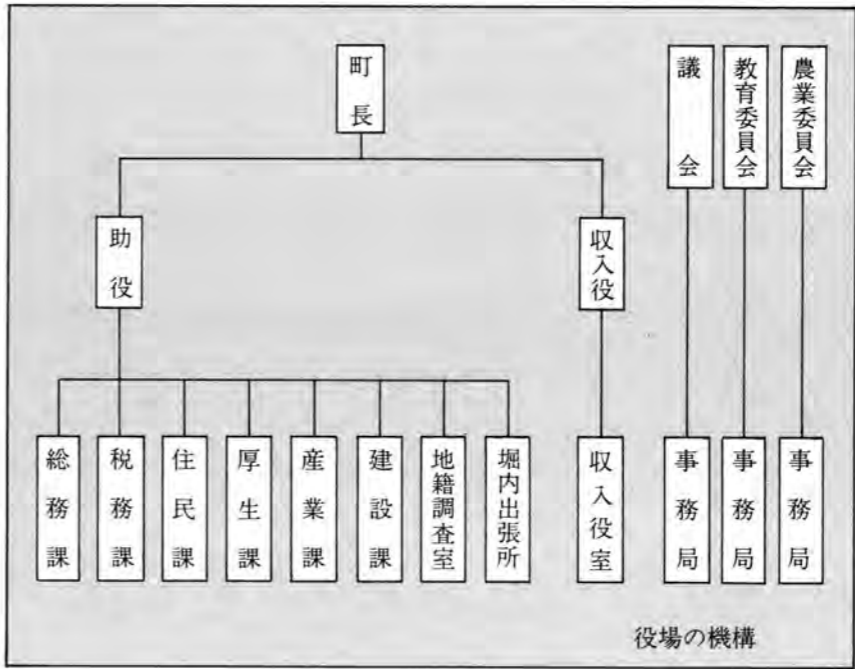 町長
議会
教育委員会
農業委員会
助役
収入役
総務課
税務課
住民課
厚生課
産業課
建設課
地籍調査室
堀内出張所
収入役室
事務局
事務局
事務局
役場の機構